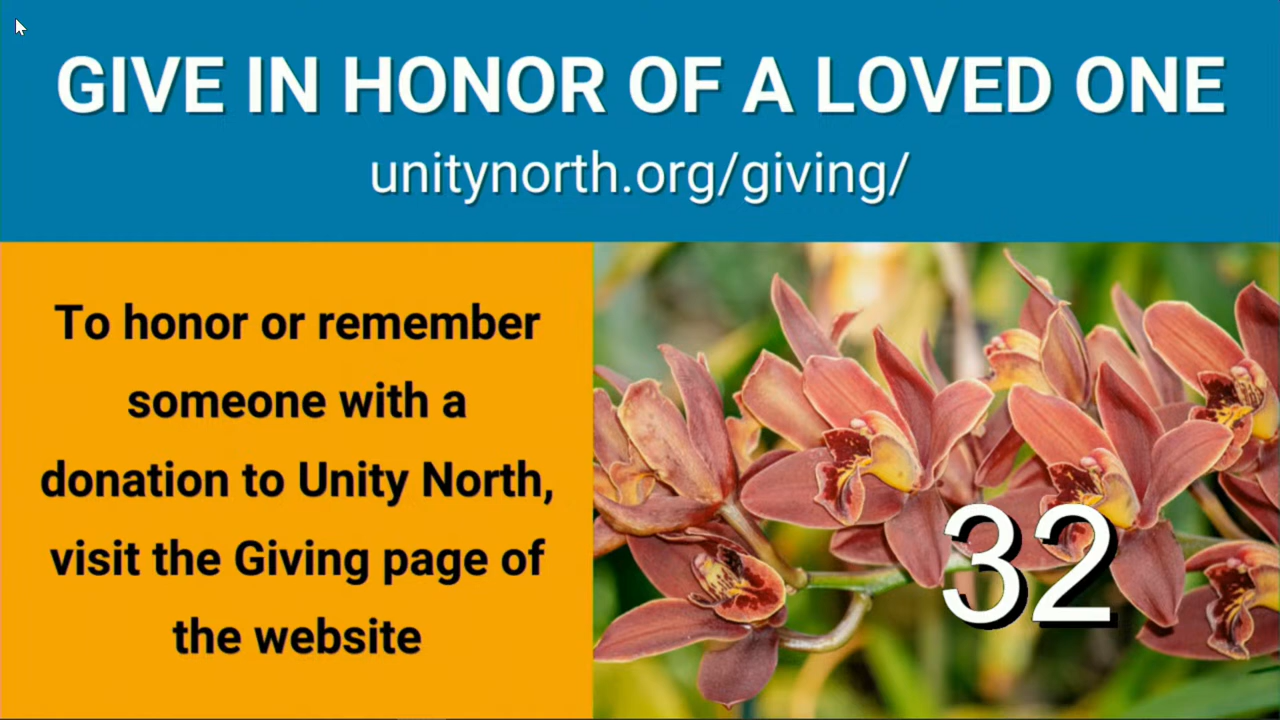 GIVE IN HONOR OF A LOVED ONE
unitynorth.org/giving/
To honor or remember
someone with a
donation to Unity North,
visit the Giving page of
the website
32